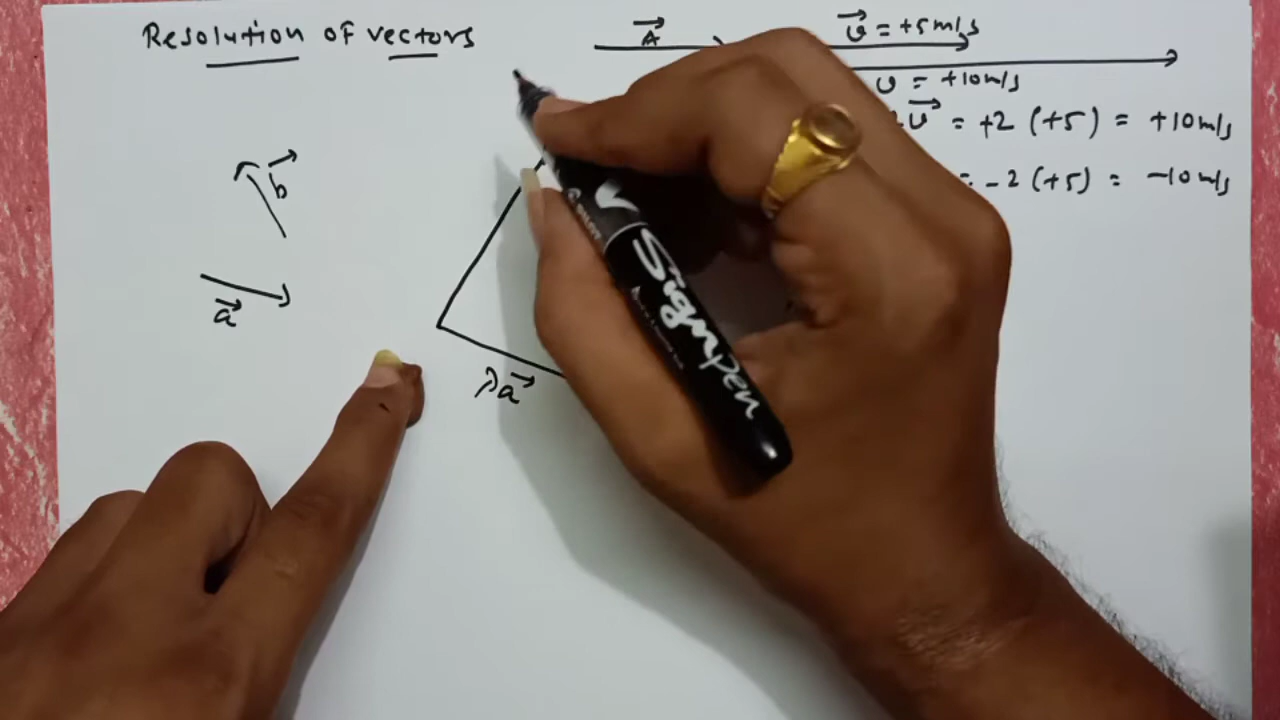 Resolution of vectors
A⃗
v⃗ = +5m/s
v = +10m/s
v⃗ = +2 (+5) = +10m/s
= -2 (+5) = -10m/s
b⃗
a⃗
λa⃗
Signpen